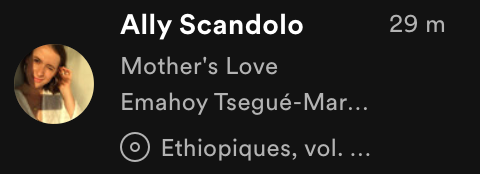 Ally Scandolo 29 m
Mother's Love
Emahoy Tsegué-Mar...
Ethiopiques, vol. ...